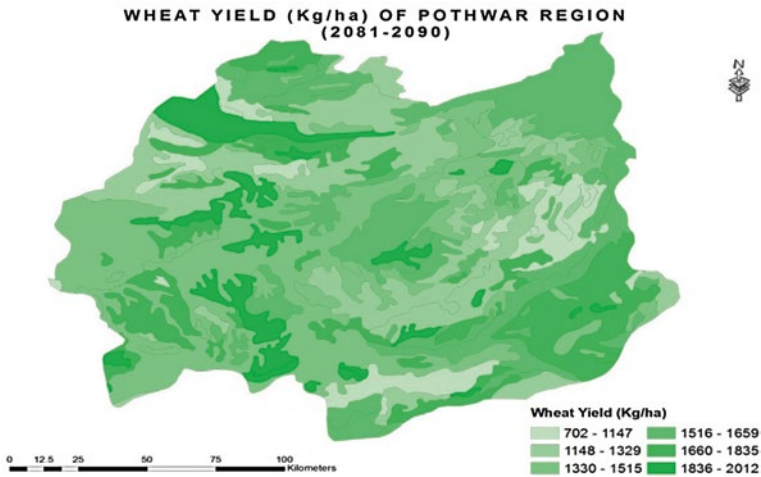 WHEAT YIELD (Kg/ha) OF POTHWAR REGION
(2081-2090)
N
Wheat Yield (Kg/ha)
702 - 1147
1148 - 1329
1330 - 1515
1516 - 1659
1660 - 1835
1836 - 2012
0 12.5 25 50 75 100
Kilometers